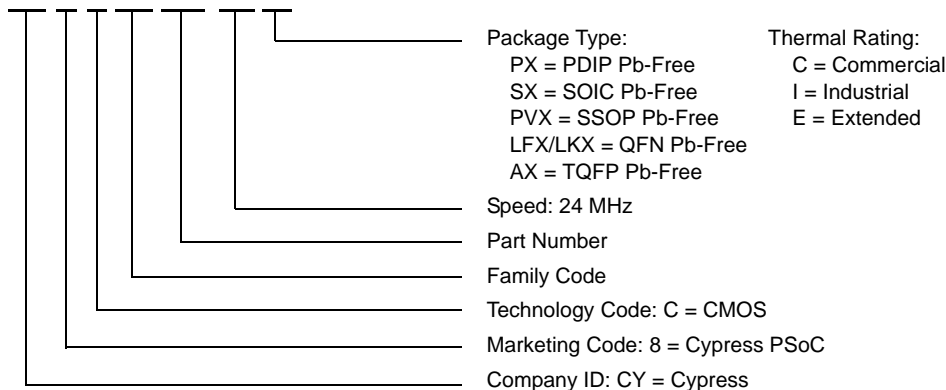 Package Type:
PX = PDIP Pb-Free
SX = SOIC Pb-Free
PVX = SSOP Pb-Free
LFX/LKX = QFN Pb-Free
AX = TQFP Pb-Free
Thermal Rating:
C = Commercial
I = Industrial
E = Extended
Speed: 24 MHz
Part Number
Family Code
Technology Code: C = CMOS
Marketing Code: 8 = Cypress PSoC
Company ID: CY = Cypress